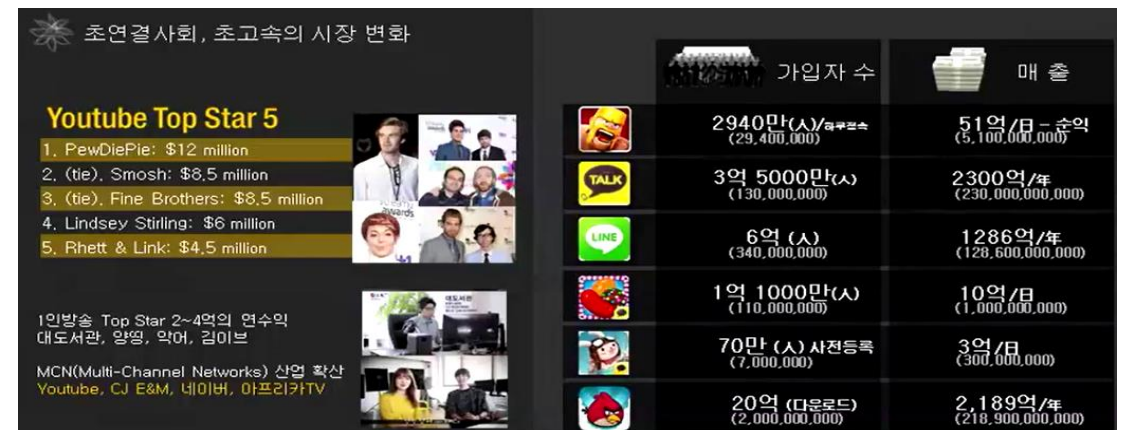 초연결사회, 초고속의 시장 변화
Youtube Top Star 5
1. PewDiePie: $12 million
2. (tie). Smosh: $8.5 million
3. (tie). Fine Brothers: $8.5 million
4. Lindsey Stirling: $6 million
5. Rhett & Link: $4.5 million
1인방송 Top Star 2~4억의 연수익
대도서관, 양띵, 악어, 김이브
MCN(Multi-Channel Networks) 산업 확산
Youtube, CJ E&M, 네이버, 아프리카TV
awards
대도서관
가입자 수
매출
2940만(人)/하루접속
(29,400,000)
51억/日 - 순익
(5,100,000,000)
TALK
3억 5000만(人)
(130,000,000)
2300억/年
(230,000,000,000)
LINE
6억 (人)
(340,000,000)
1286억/年
(128,600,000,000)
1억 1000만(人)
(110,000,000)
10억/日
(1,000,000,000)
70만 (人) 사전등록
(7,000,000)
3억/日
(300,000,000)
20억 (다운로드)
(2,000,000,000)
2,189억/年
(218,900,000,000)